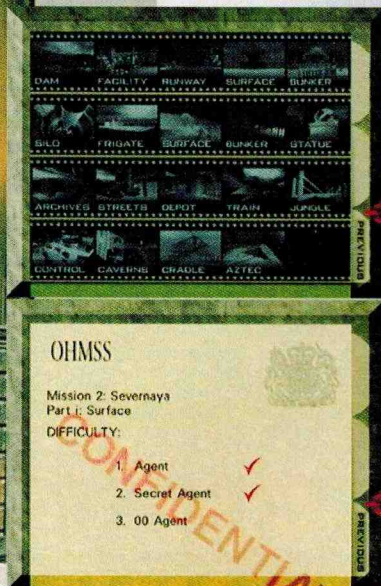 DAM FACILITY RUNWAY SURFACE BUNKER
SILO FRIGATE SURFACE BUNKER STATUE
ARCHIVES STREETS DEPOT TRAIN JUNGLE
CONTROL CAVERNS CRADLE AZTEC
PREVIOUS
OHMSS
Mission 2: Severnaya
Part i: Surface
DIFFICULTY:
1. Agent ✓
2. Secret Agent ✓
3. 00 Agent
CONFIDENTIA
PREVIOUS